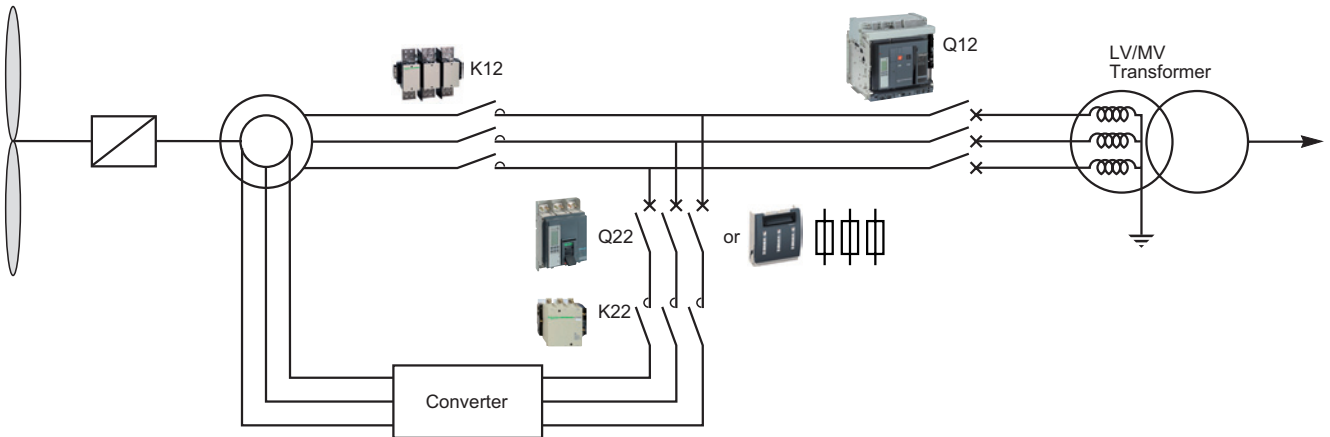 K12
Q12
LV/MV
Transformer
Q22
or
K22
Converter